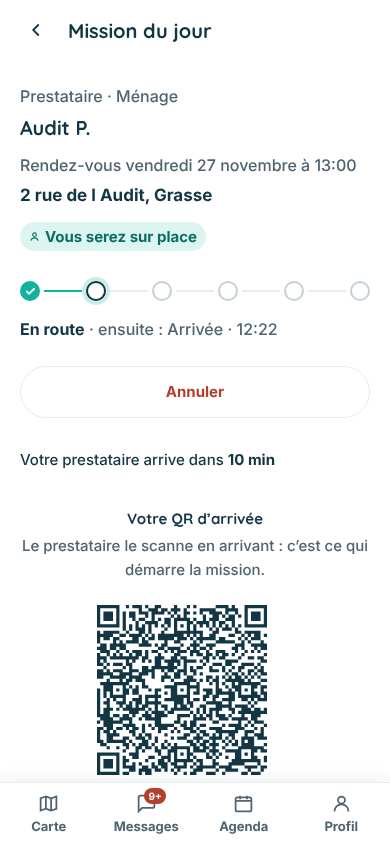 Mission du jour
Prestataire · Ménage
Audit P.
Rendez-vous vendredi 27 novembre à 13:00
2 rue de l Audit, Grasse
Vous serez sur place
En route · ensuite : Arrivée · 12:22
Annuler
Votre prestataire arrive dans 10 min
Votre QR d’arrivée
Le prestataire le scanne en arrivant : c’est ce qui
démarre la mission.
9+
Carte Messages Agenda Profil